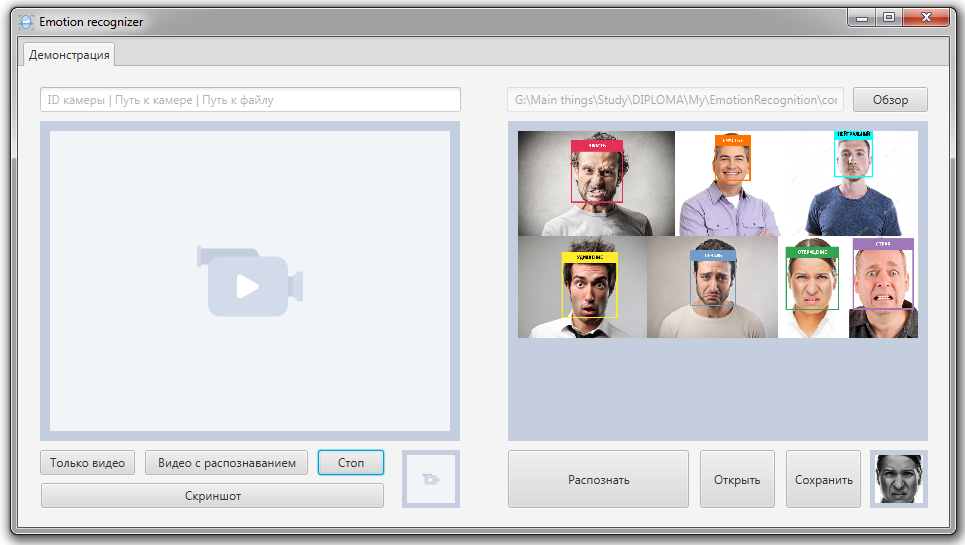 Emotion recognizer
Демонстрация
ID камеры | Путь к камере | Путь к файлу
G:\Main things\Study\DIPLOMA\My\EmotionRecognition\cor
Обзор
ЗЛОСТЬ
СЧАСТЬЕ
НЕЙТРАЛЬНЫЙ
УДИВЛЕНИЕ
ПЕЧАЛЬ
ОТВРАЩЕНИЕ
СТРАХ
Только видео
Видео с распознаванием
Стоп
Скриншот
Распознать
Открыть
Сохранить